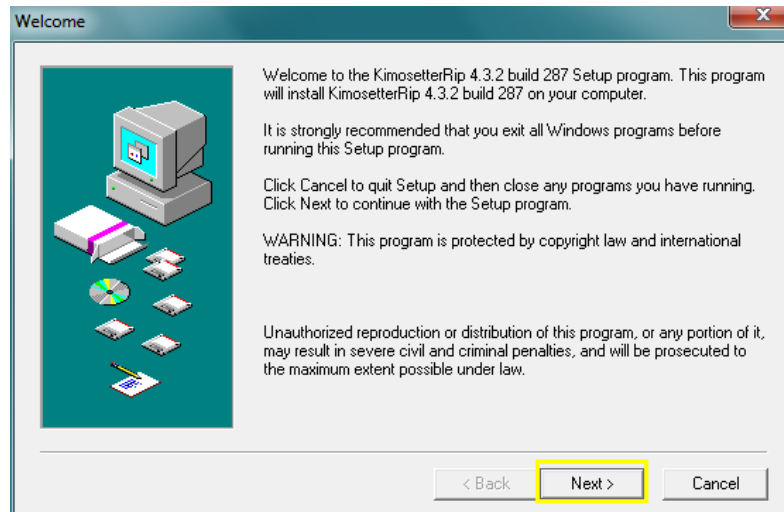 Welcome
Welcome to the KimosetterRip 4.3.2 build 287 Setup program. This program
will install KimosetterRip 4.3.2 build 287 on your computer.
It is strongly recommended that you exit all Windows programs before
running this Setup program.
Click Cancel to quit Setup and then close any programs you have running.
Click Next to continue with the Setup program.
WARNING: This program is protected by copyright law and international
treaties.
Unauthorized reproduction or distribution of this program, or any portion of it,
may result in severe civil and criminal penalties, and will be prosecuted to
the maximum extent possible under law.
< Back
Next >
Cancel